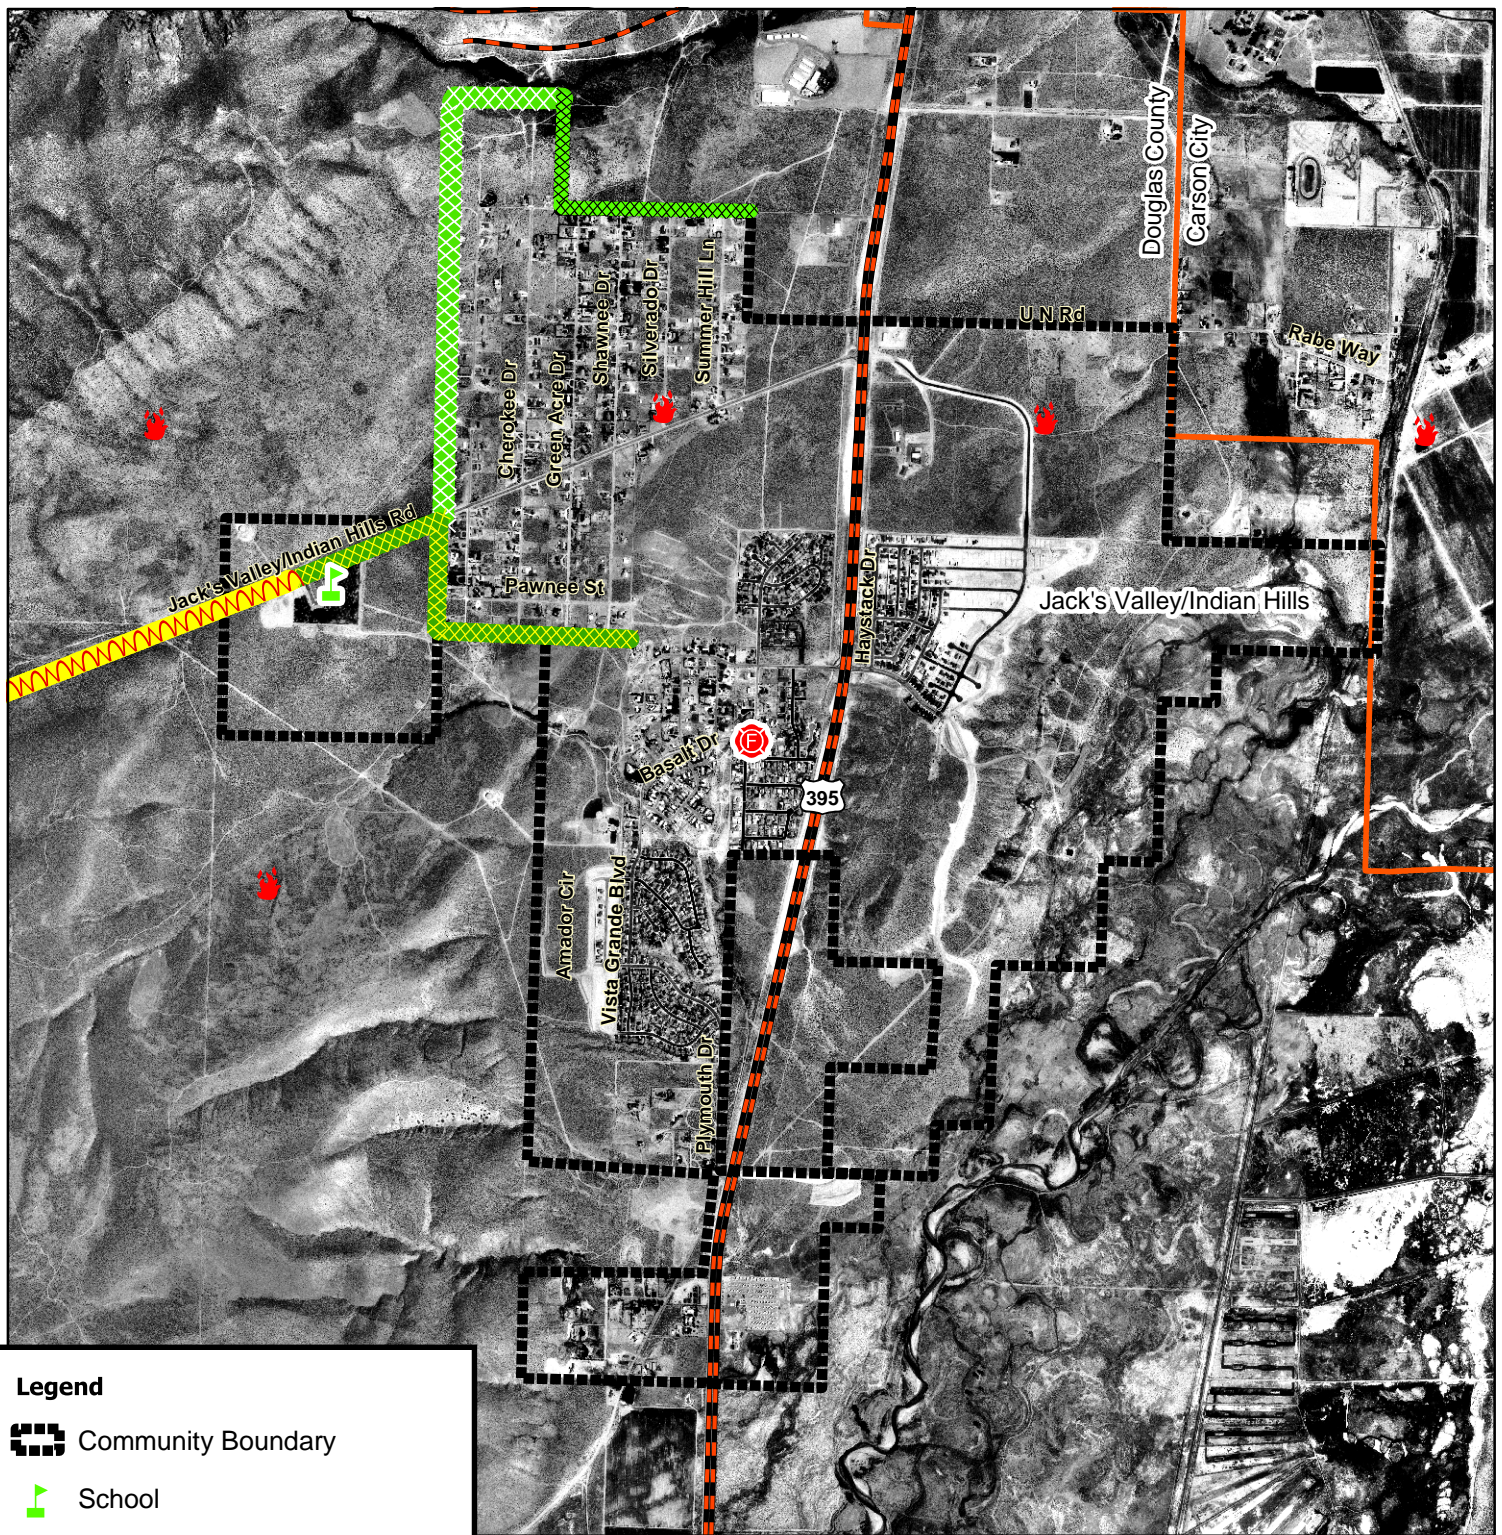 Douglas County
Carson City
U N Rd
Rabe Way
Summer Hill Ln
Silverado Dr
Shawnee Dr
Green Acre Dr
Cherokee Dr
Jack's Valley/Indian Hills Rd
Pawnee St
Haystack Dr
Jack's Valley/Indian Hills
Basalt Dr
F
395
Amador Cir
Vista Grande Blvd
Plymouth Dr
Legend
Community Boundary
School